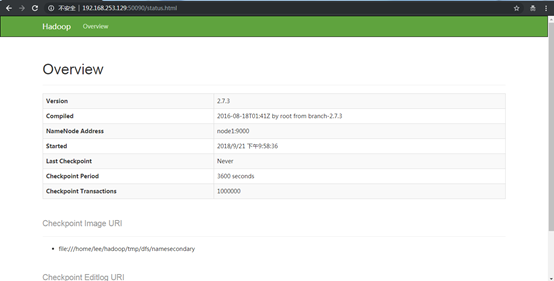 不安全 | 192.168.253.129:50090/status.html
Hadoop Overview
Overview
Version 2.7.3
Compiled 2016-08-18T01:41Z by root from branch-2.7.3
NameNode Address node1:9000
Started 2018/9/21 下午9:58:36
Last Checkpoint Never
Checkpoint Period 3600 seconds
Checkpoint Transactions 1000000
Checkpoint Image URI
file:///home/lee/hadoop/tmp/dfs/namesecondary
Checkpoint Editlog URI